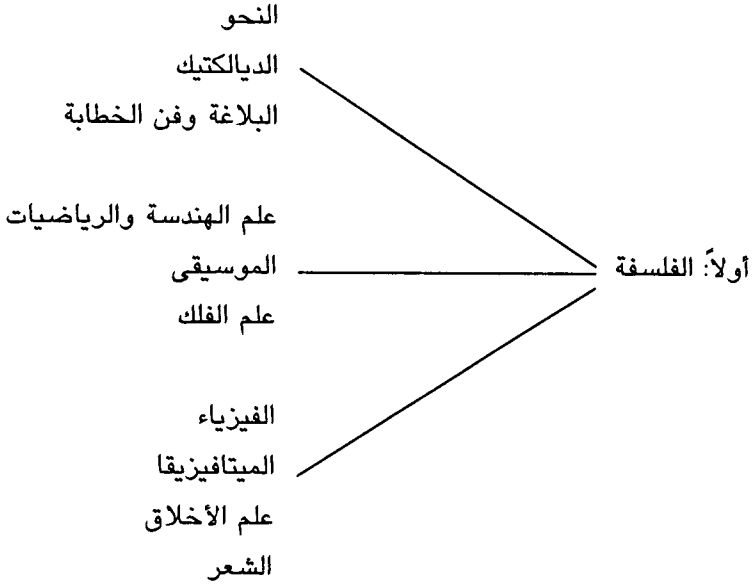 النحو
الديالكتيك
البلاغة وفن الخطابة
علم الهندسة والرياضيات
أولاً: الفلسفة
الموسيقى
علم الفلك
الفيزياء
الميتافيزيقا
علم الأخلاق
الشعر